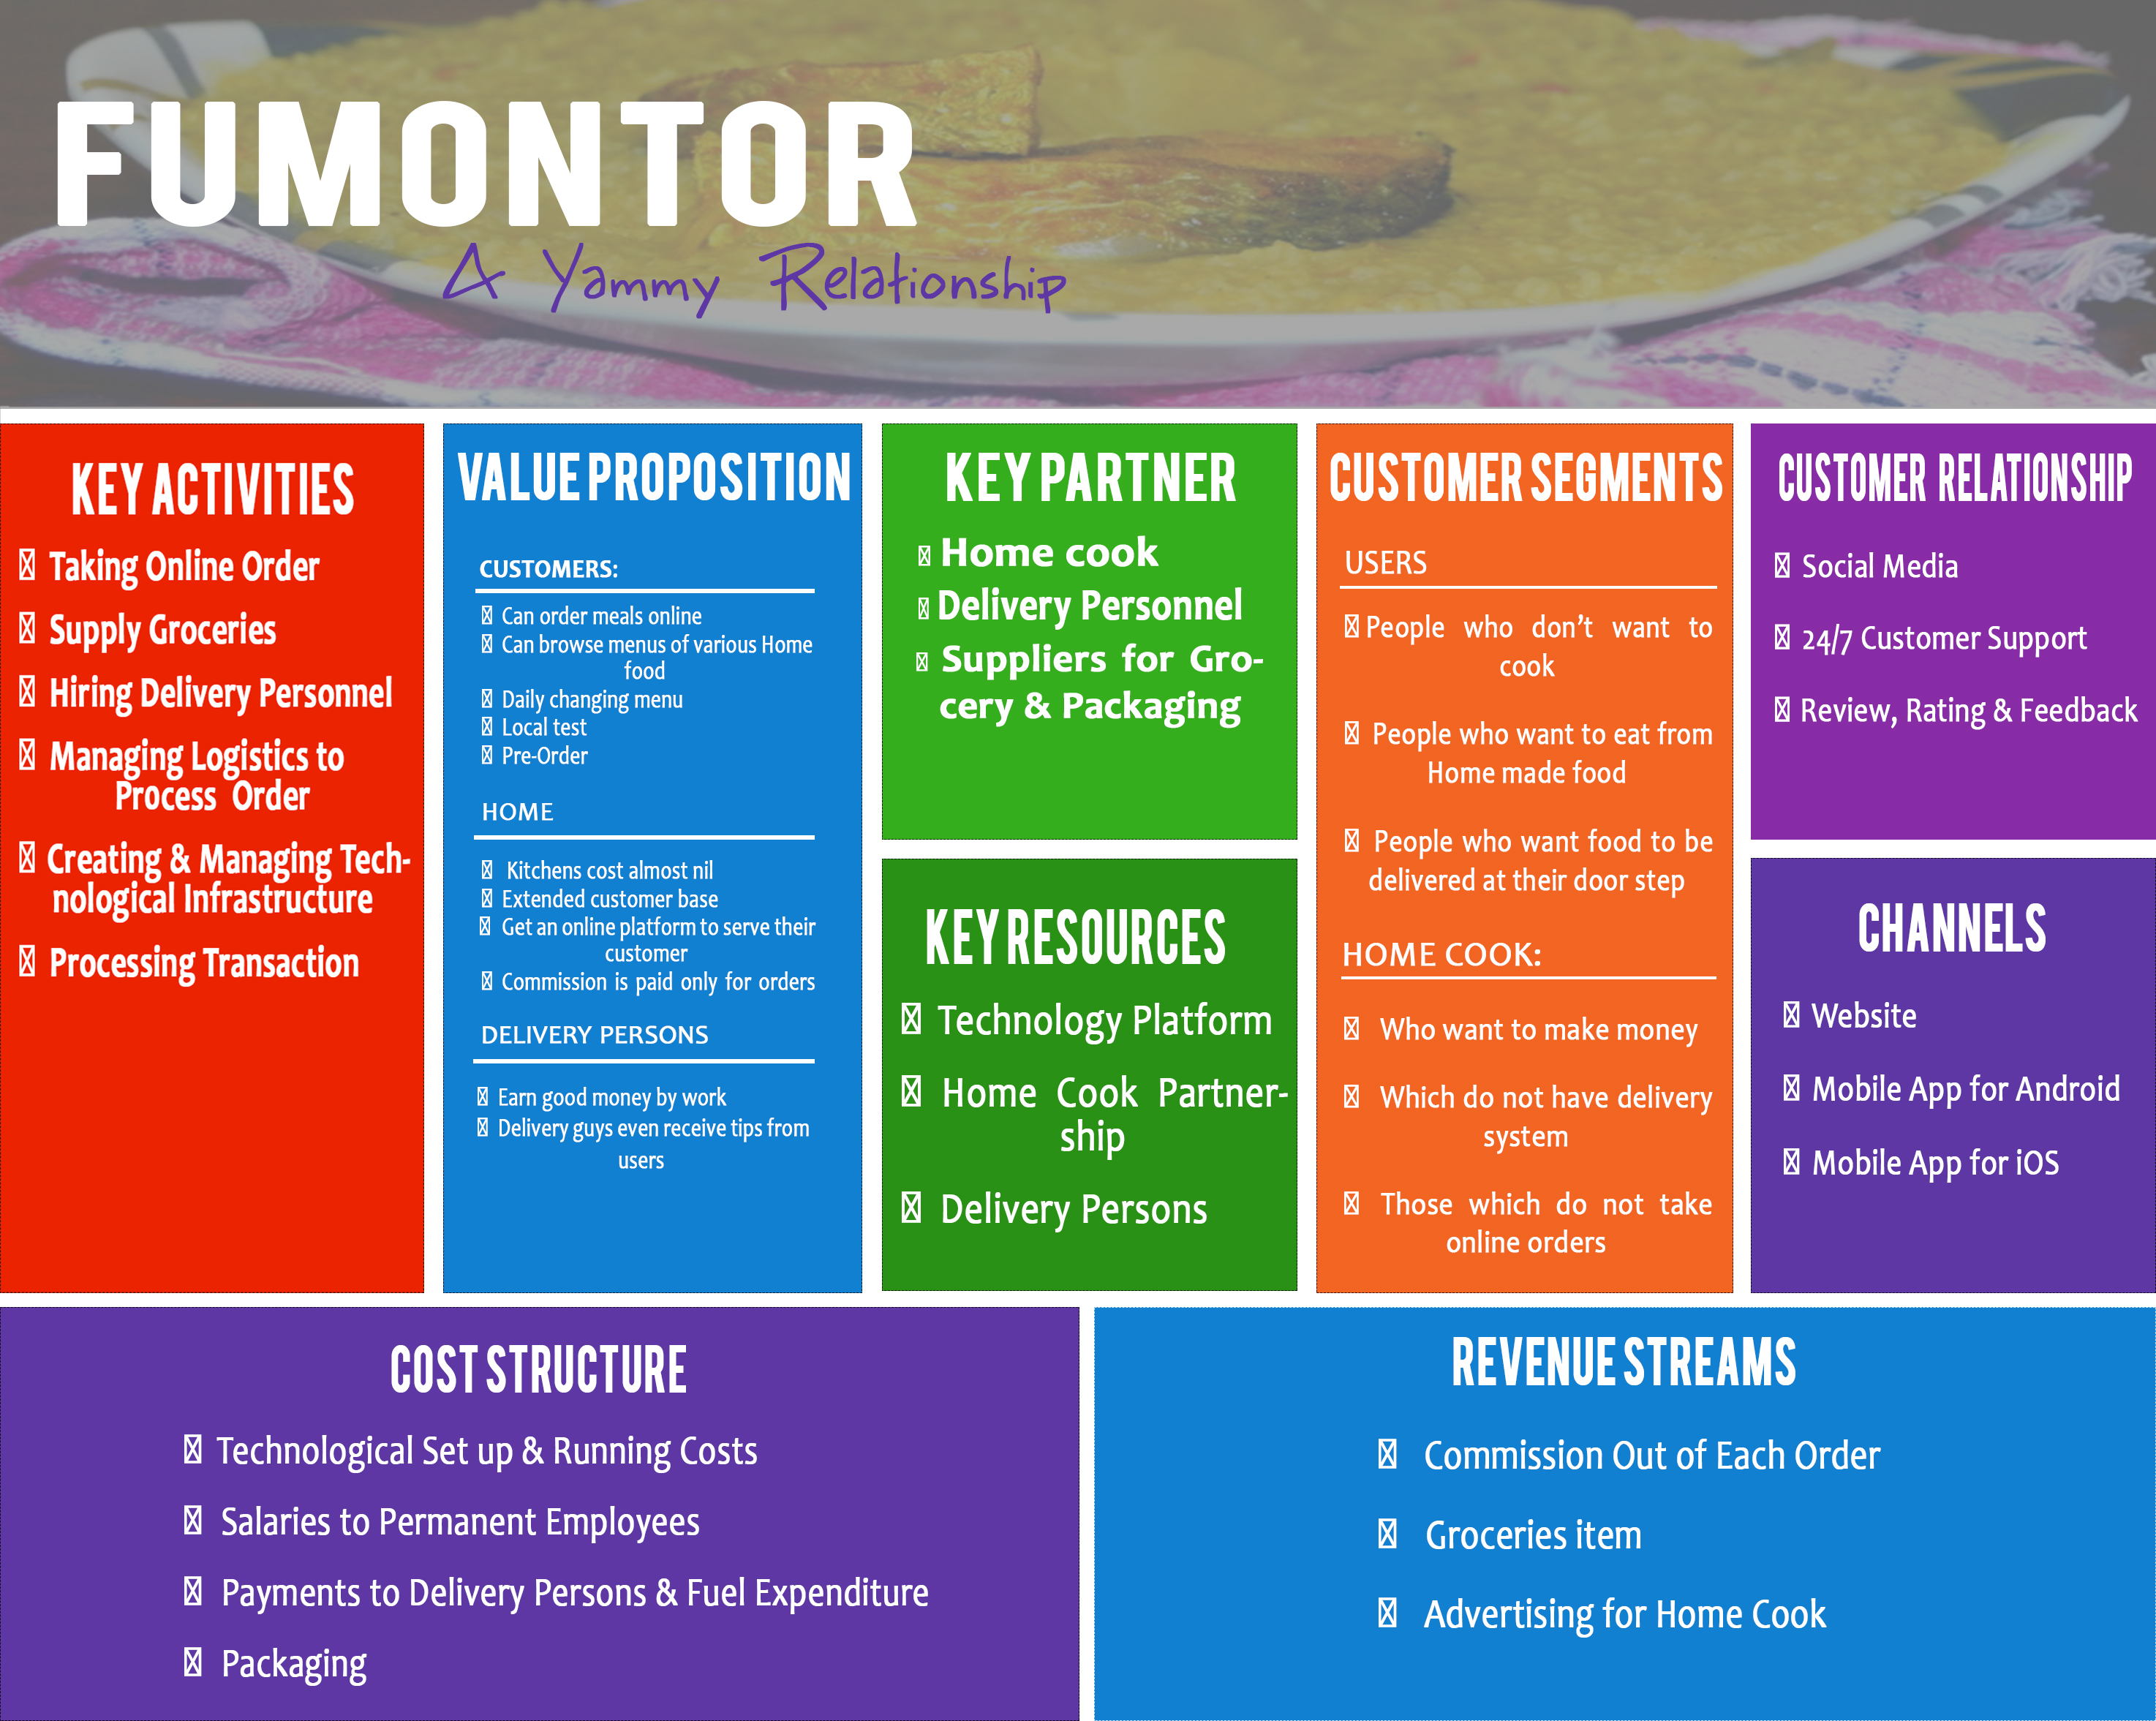 FUMONTOR
A Yammy Relationship
KEY ACTIVITIES
Taking Online Order
Supply Groceries
Hiring Delivery Personnel
Managing Logistics to
Process Order
Creating & Managing Tech-
nological Infrastructure
Processing Transaction
VALUE PROPOSITION
CUSTOMERS:
Can order meals online
Can browse menus of various Home
food
Daily changing menu
Local test
Pre-Order
HOME
Kitchens cost almost nil
Extended customer base
Get an online platform to serve their
customer
Commission is paid only for orders
DELIVERY PERSONS
Earn good money by work
Delivery guys even receive tips from
users
KEY PARTNER
Home cook
Delivery Personnel
Suppliers for Gro-
cery & Packaging
KEY RESOURCES
Technology Platform
Home Cook Partner-
ship
Delivery Persons
CUSTOMER SEGMENTS
USERS
People who don’t want to
cook
People who want to eat from
Home made food
People who want food to be
delivered at their door step
HOME COOK:
Who want to make money
Which do not have delivery
system
Those which do not take
online orders
CUSTOMER RELATIONSHIP
Social Media
24/7 Customer Support
Review, Rating & Feedback
CHANNELS
Website
Mobile App for Android
Mobile App for iOS
COST STRUCTURE
Technological Set up & Running Costs
Salaries to Permanent Employees
Payments to Delivery Persons & Fuel Expenditure
Packaging
REVENUE STREAMS
Commission Out of Each Order
Groceries item
Advertising for Home Cook